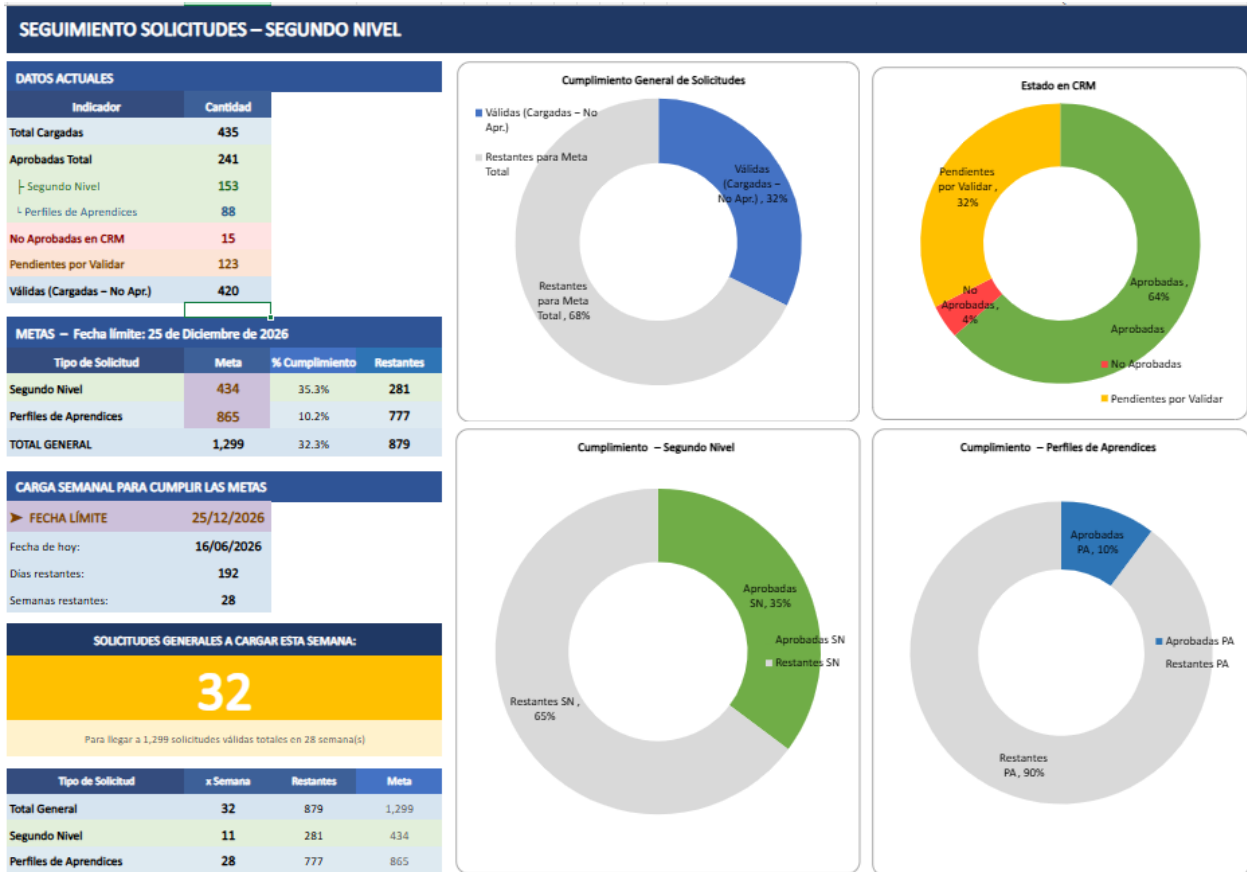 SEGUIMIENTO SOLICITUDES – SEGUNDO NIVEL
DATOS ACTUALES
Indicador Cantidad
Total Cargadas 435
Aprobadas Total 241
├ Segundo Nivel 153
└ Perfiles de Aprendices 88
No Aprobadas en CRM 15
Pendientes por Validar 123
Válidas (Cargadas – No Apr.) 420
METAS – Fecha límite: 25 de Diciembre de 2026
Tipo de Solicitud Meta % Cumplimiento Restantes
Segundo Nivel 434 35.3% 281
Perfiles de Aprendices 865 10.2% 777
TOTAL GENERAL 1,299 32.3% 879
CARGA SEMANAL PARA CUMPLIR LAS METAS
➤ FECHA LÍMITE 25/12/2026
Fecha de hoy: 16/06/2026
Días restantes: 192
Semanas restantes: 28
SOLICITUDES GENERALES A CARGAR ESTA SEMANA:
32
Para llegar a 1,299 solicitudes válidas totales en 28 semana(s)
Tipo de Solicitud x Semana Restantes Meta
Total General 32 879 1,299
Segundo Nivel 11 281 434
Perfiles de Aprendices 28 777 865
Cumplimiento General de Solicitudes
Válidas (Cargadas – No
Apr.)
Restantes para Meta
Total
Válidas
(Cargadas –
No Apr.) , 32%
Restantes
para Meta
Total , 68%
Estado en CRM
Pendientes
por Validar ,
32%
No
Aprobadas ,
4%
Aprobadas ,
64%
Aprobadas
No Aprobadas
Pendientes por Validar
Cumplimiento – Segundo Nivel
Aprobadas
SN, 35%
Aprobadas SN
Restantes SN
Restantes SN ,
65%
Cumplimiento – Perfiles de Aprendices
Aprobadas
PA, 10%
Aprobadas PA
Restantes PA
Restantes
PA, 90%